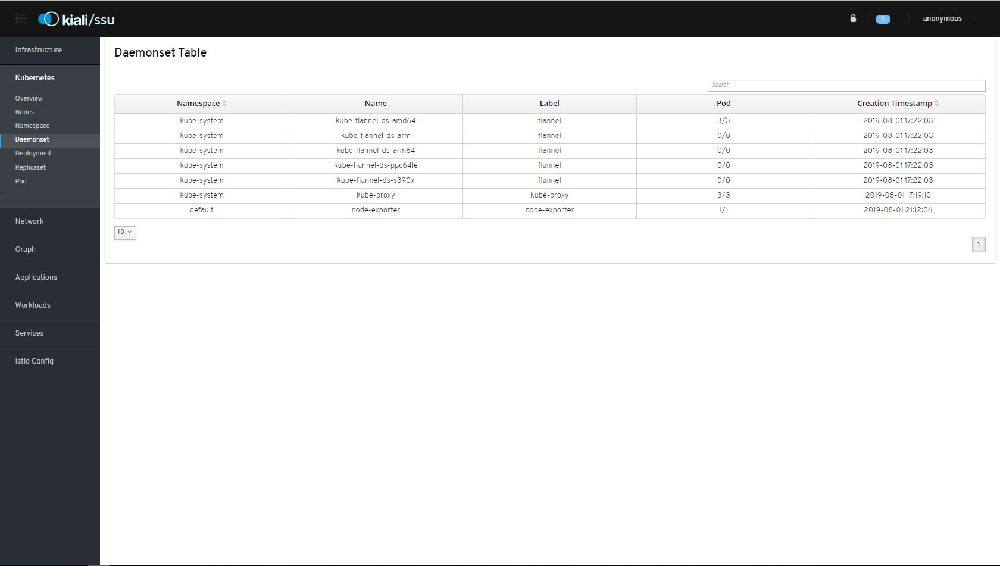 kiali/ssu
1
anonymous
Infrastructure
Kubernetes
Overview
Nodes
Namespace
Daemonset
Deployment
Replicaset
Pod
Network
Graph
Applications
Workloads
Services
Istio Config
Daemonset Table
Search
Namespace Name Label Pod Creation Timestamp
kube-system kube-flannel-ds-amd64 flannel 3/3 2019-08-01 17:22:03
kube-system kube-flannel-ds-arm flannel 0/0 2019-08-01 17:22:03
kube-system kube-flannel-ds-arm64 flannel 0/0 2019-08-01 17:22:03
kube-system kube-flannel-ds-ppc64le flannel 0/0 2019-08-01 17:22:03
kube-system kube-flannel-ds-s390x flannel 0/0 2019-08-01 17:22:03
kube-system kube-proxy kube-proxy 3/3 2019-08-01 17:19:10
default node-exporter node-exporter 1/1 2019-08-01 21:12:06
10
1